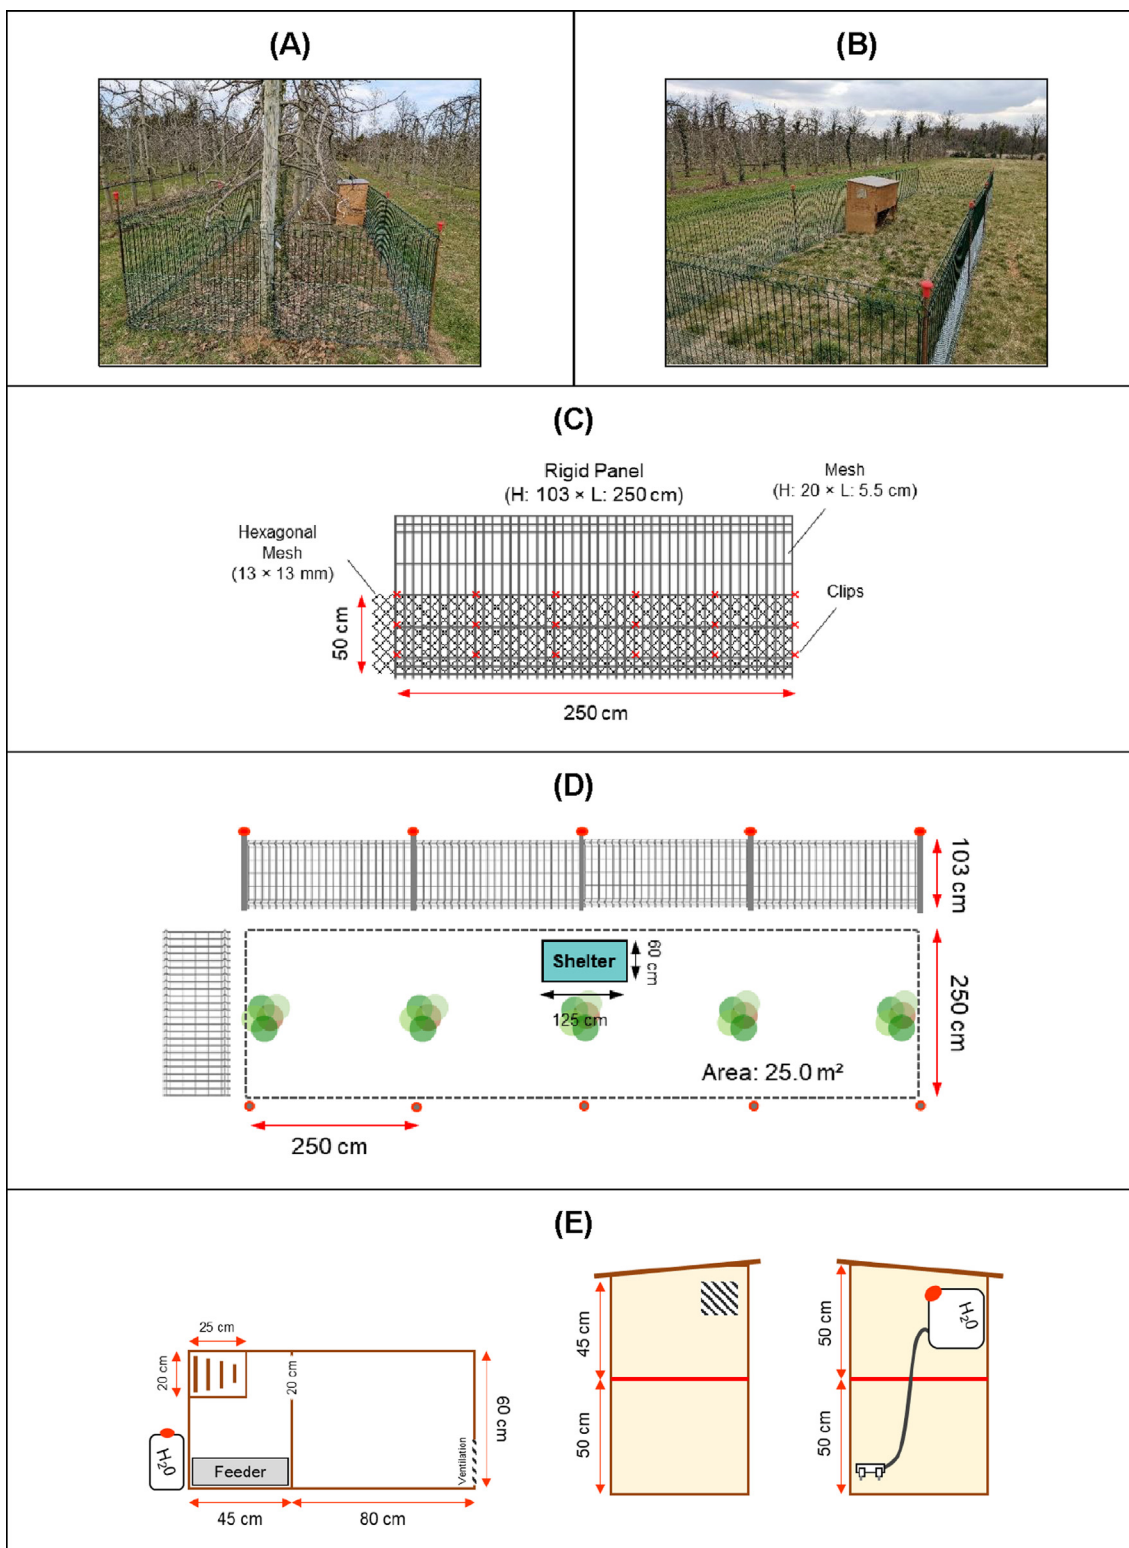 (A)
(B)
(C)
Rigid Panel
(H: 103 × L: 250 cm)
Mesh
(H: 20 × L: 5.5 cm)
Hexagonal
Mesh
(13 × 13 mm)
Clips
50 cm
250 cm
(D)
103 cm
Shelter
60 cm
125 cm
250 cm
Area: 25.0 m²
250 cm
(E)
25 cm
20 cm
20 cm
60 cm
H₂0
Feeder
Ventilation
45 cm
80 cm
45 cm
50 cm
50 cm
H₂0
50 cm